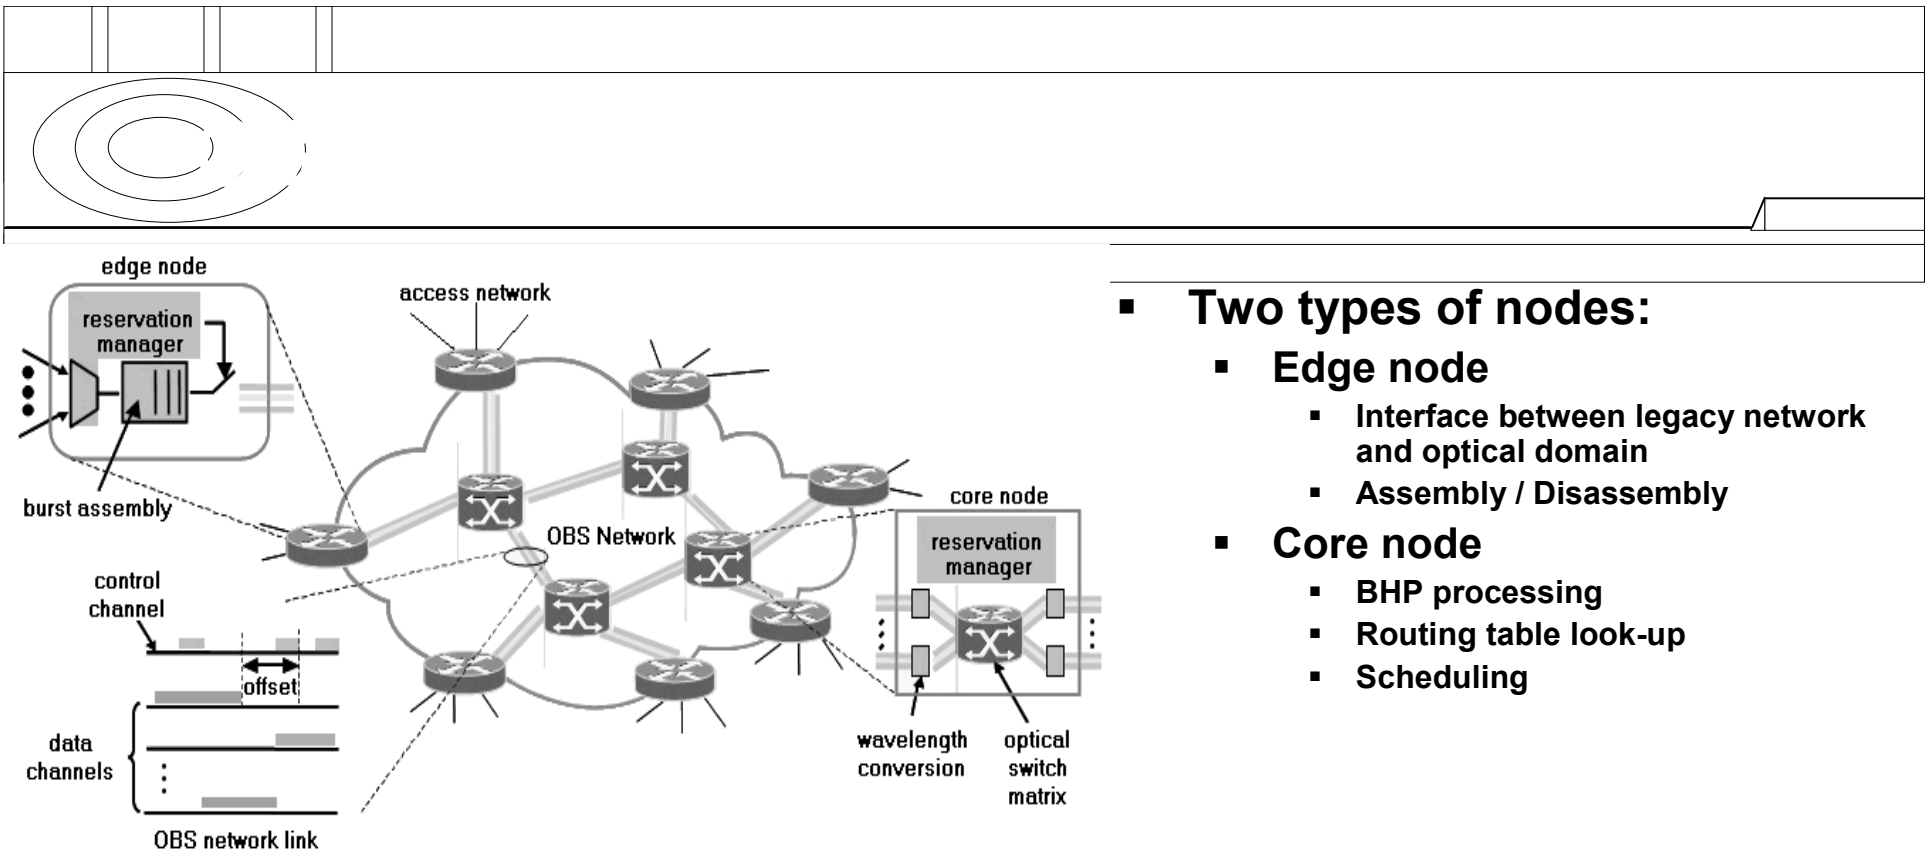 edge node
reservation
manager
burst assembly
access network
OBS Network
core node
reservation
manager
wavelength
conversion
optical
switch
matrix
control
channel
offset
data
channels
OBS network link
▪ Two types of nodes:
▪ Edge node
▪ Interface between legacy network
and optical domain
▪ Assembly / Disassembly
▪ Core node
▪ BHP processing
▪ Routing table look-up
▪ Scheduling